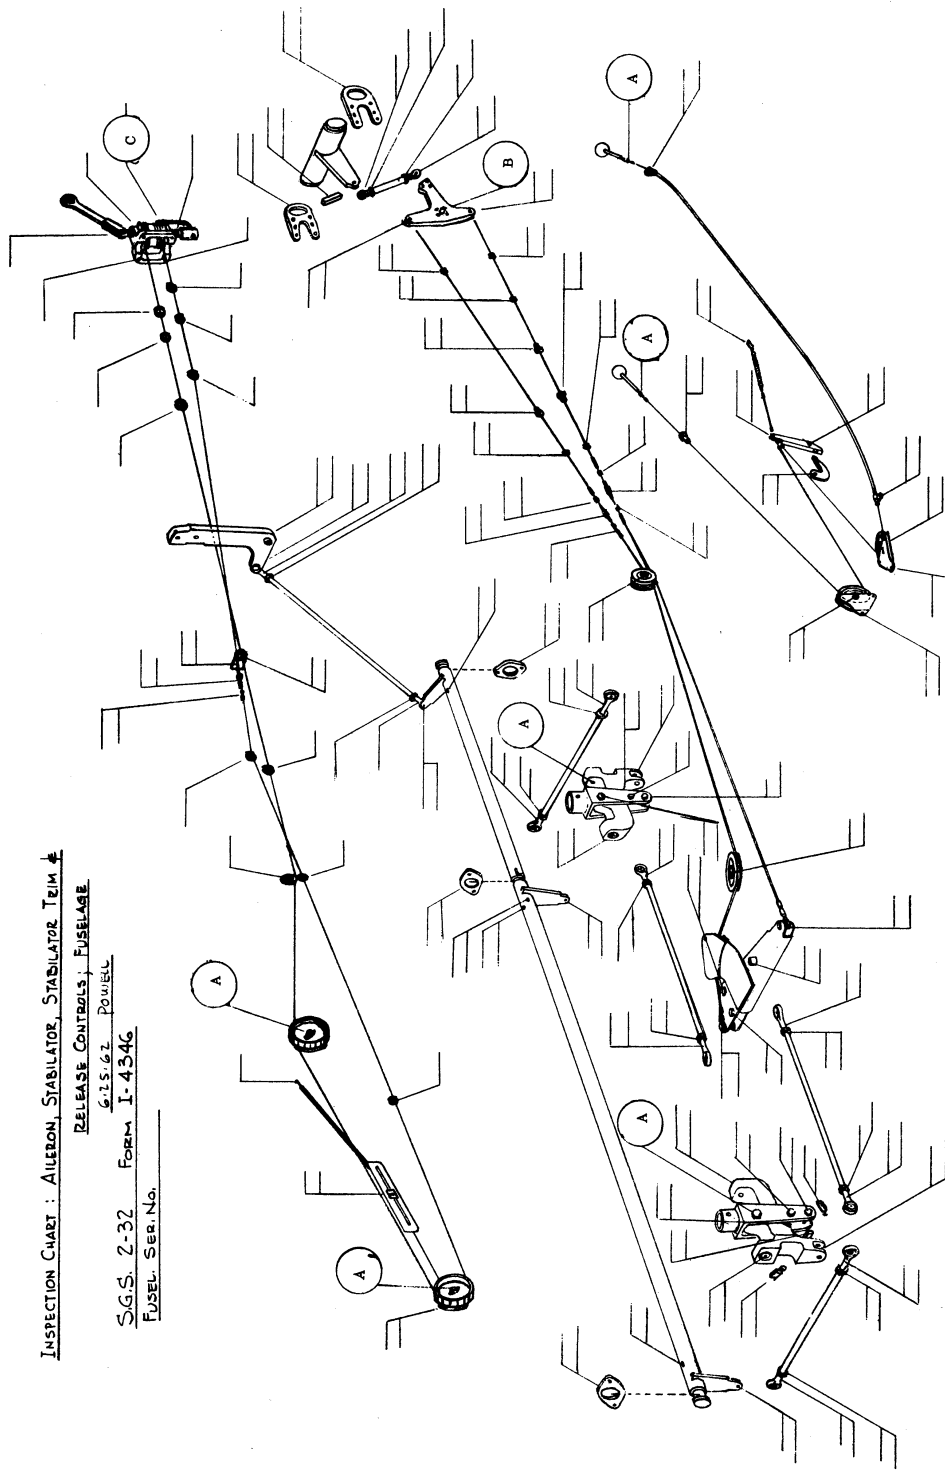 INSPECTION CHART : AILERON, STABILATOR, STABILATOR TRIM &
RELEASE CONTROLS ; FUSELAGE
6.25.62 POWELL
S.G.S. 2-32 FORM I-4346
FUSEL. SER. NO.
A
A
C
B
A
A
A
A